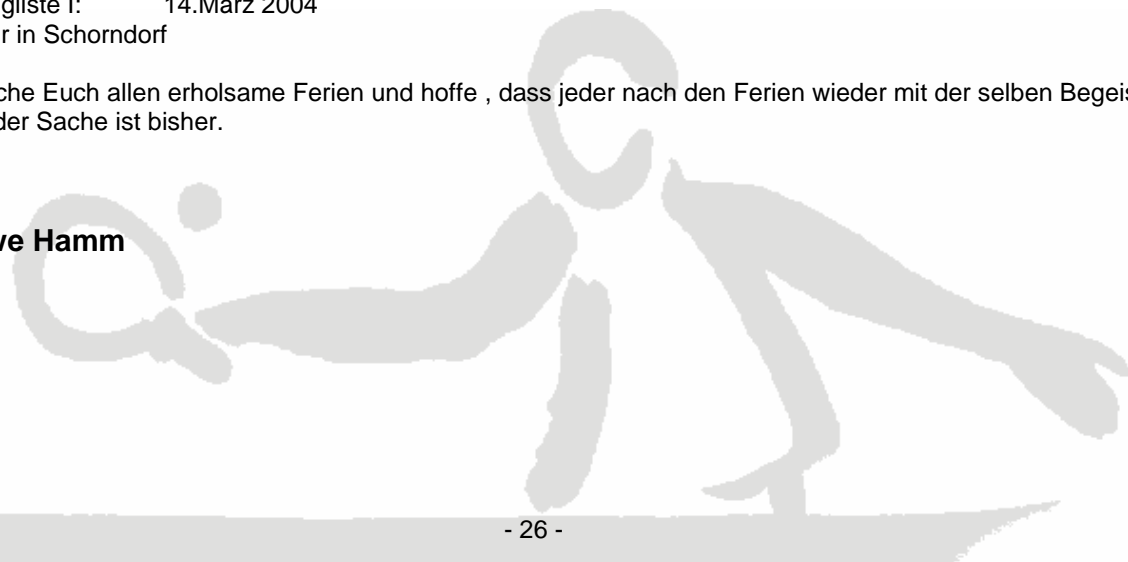 gliste I: 14.März 2004
r in Schorndorf
che Euch allen erholsame Ferien und hoffe , dass jeder nach den Ferien wieder mit der selben Begeis
der Sache ist bisher.
ve Hamm
- 26 -